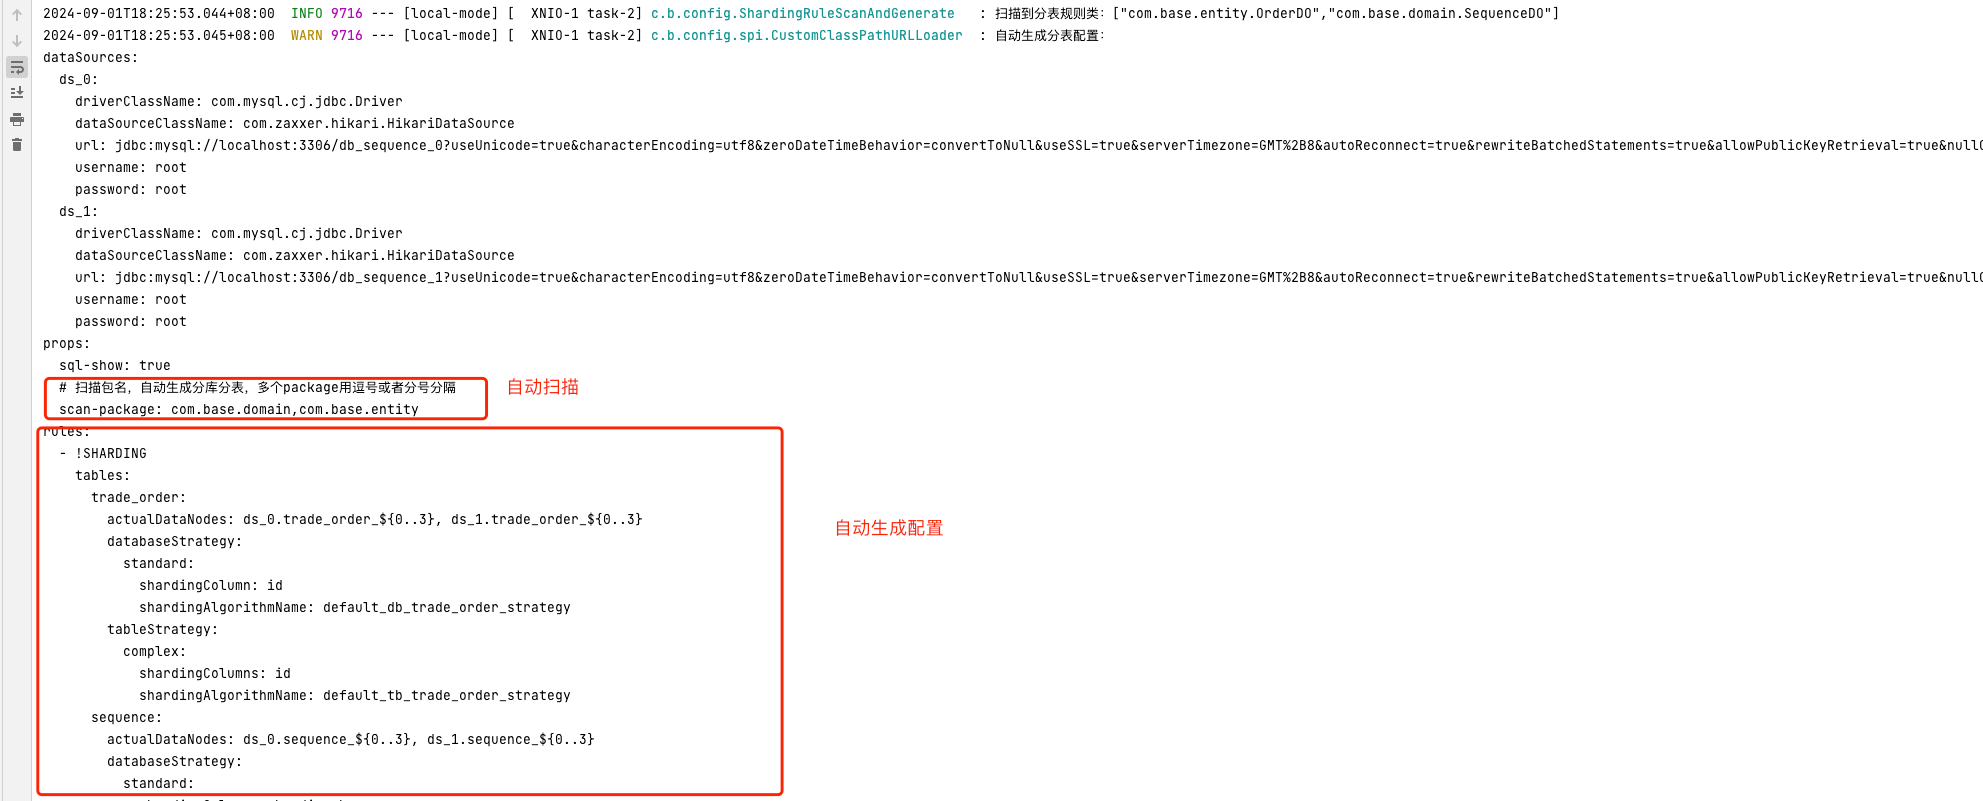 2024-09-01T18:25:53.044+08:00  INFO 9716 --- [local-mode] [  XNIO-1 task-2] c.b.config.ShardingRuleScanAndGenerate   : 扫描到分表规则类：["com.base.entity.OrderDO","com.base.domain.SequenceDO"]
2024-09-01T18:25:53.045+08:00  WARN 9716 --- [local-mode] [  XNIO-1 task-2] c.b.config.spi.CustomClassPathURLLoader  : 自动生成分表配置：
dataSources:
  ds_0:
    driverClassName: com.mysql.cj.jdbc.Driver
    dataSourceClassName: com.zaxxer.hikari.HikariDataSource
    url: jdbc:mysql://localhost:3306/db_sequence_0?useUnicode=true&characterEncoding=utf8&zeroDateTimeBehavior=convertToNull&useSSL=true&serverTimezone=GMT%2B8&autoReconnect=true&rewriteBatchedStatements=true&allowPublicKeyRetrieval=true&null
    username: root
    password: root
  ds_1:
    driverClassName: com.mysql.cj.jdbc.Driver
    dataSourceClassName: com.zaxxer.hikari.HikariDataSource
    url: jdbc:mysql://localhost:3306/db_sequence_1?useUnicode=true&characterEncoding=utf8&zeroDateTimeBehavior=convertToNull&useSSL=true&serverTimezone=GMT%2B8&autoReconnect=true&rewriteBatchedStatements=true&allowPublicKeyRetrieval=true&null
    username: root
    password: root
props:
  sql-show: true
  # 扫描包名，自动生成分库分表，多个package用逗号或者分号分隔
自动扫描
  scan-package: com.base.domain,com.base.entity
rules:
  - !SHARDING
    tables:
      trade_order:
        actualDataNodes: ds_0.trade_order_${0..3}, ds_1.trade_order_${0..3}
自动生成配置
        databaseStrategy:
          standard:
            shardingColumn: id
            shardingAlgorithmName: default_db_trade_order_strategy
        tableStrategy:
          complex:
            shardingColumns: id
            shardingAlgorithmName: default_tb_trade_order_strategy
      sequence:
        actualDataNodes: ds_0.sequence_${0..3}, ds_1.sequence_${0..3}
        databaseStrategy:
          standard: